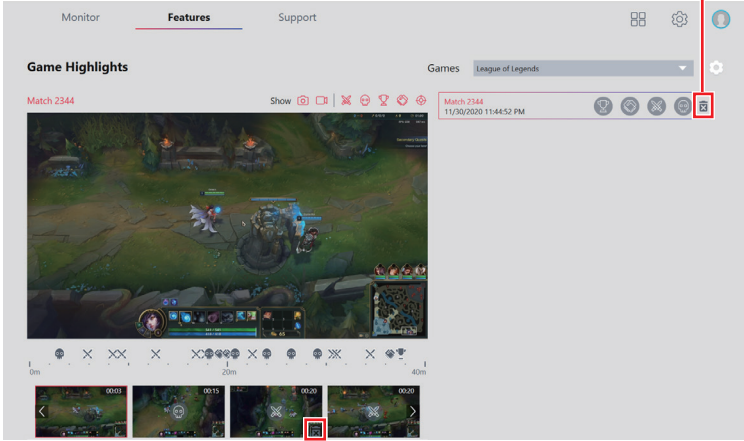 Monitor Features Support
Game Highlights
Games League of Legends
Match 2344 Show
Match 2344
11/30/2020 11:44:52 PM
0m 20m 40m
00:03 00:15 00:20 00:20